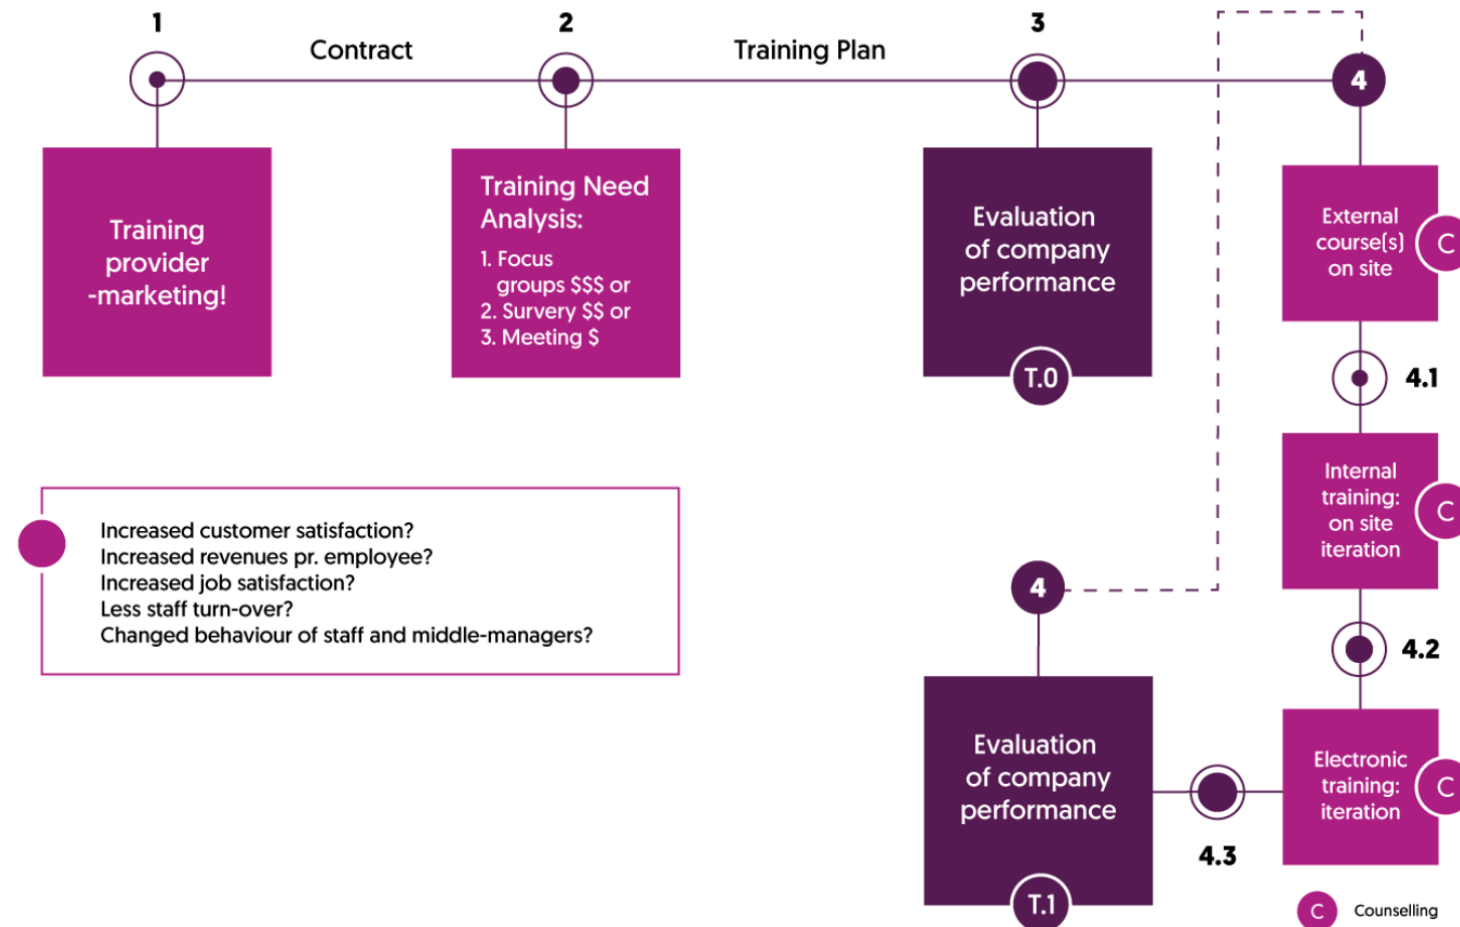 1
2
3
Contract
Training Plan
4
Training
provider
-marketing!
Training Need
Analysis:
1. Focus
groups $$$ or
2. Survery $$ or
3. Meeting $
Evaluation
of company
performance
T.0
External
course(s)
on site
C
4.1
Internal
training:
on site
iteration
C
4.2
Increased customer satisfaction?
Increased revenues pr. employee?
Increased job satisfaction?
Less staff turn-over?
Changed behaviour of staff and middle-managers?
4
Evaluation
of company
performance
T.1
4.3
Electronic
training:
iteration
C
C Counselling